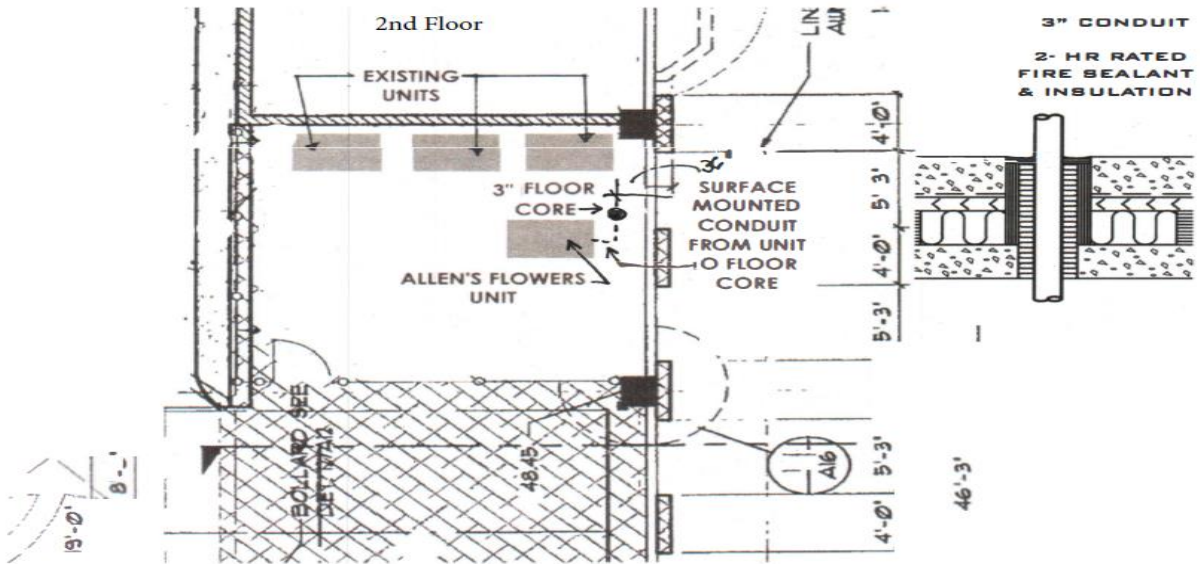 2nd Floor
EXISTING
UNITS
3" FLOOR
CORE
36
SURFACE
MOUNTED
CONDUIT
FROM UNIT
O FLOOR
CORE
ALLEN'S FLOWERS
UNIT
3" CONDUIT
2- HR RATED
FIRE SEALANT
& INSULATION
4'-0"
5' 3"
4'-0"
5'-3"
5'-3"
4'-0"
46'-3"
A16
48.45
BOLLARD SEE
19'-0"